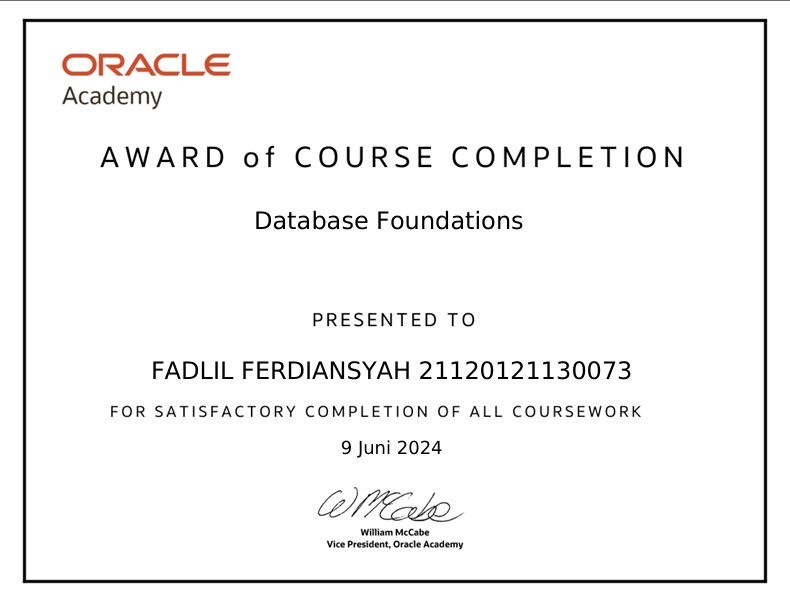 ORACLE
Academy
AWARD of COURSE COMPLETION
Database Foundations
PRESENTED TO
FADLIL FERDIANSYAH 21120121130073
FOR SATISFACTORY COMPLETION OF ALL COURSEWORK
9 Juni 2024
WMcCabe
William McCabe
Vice President, Oracle Academy